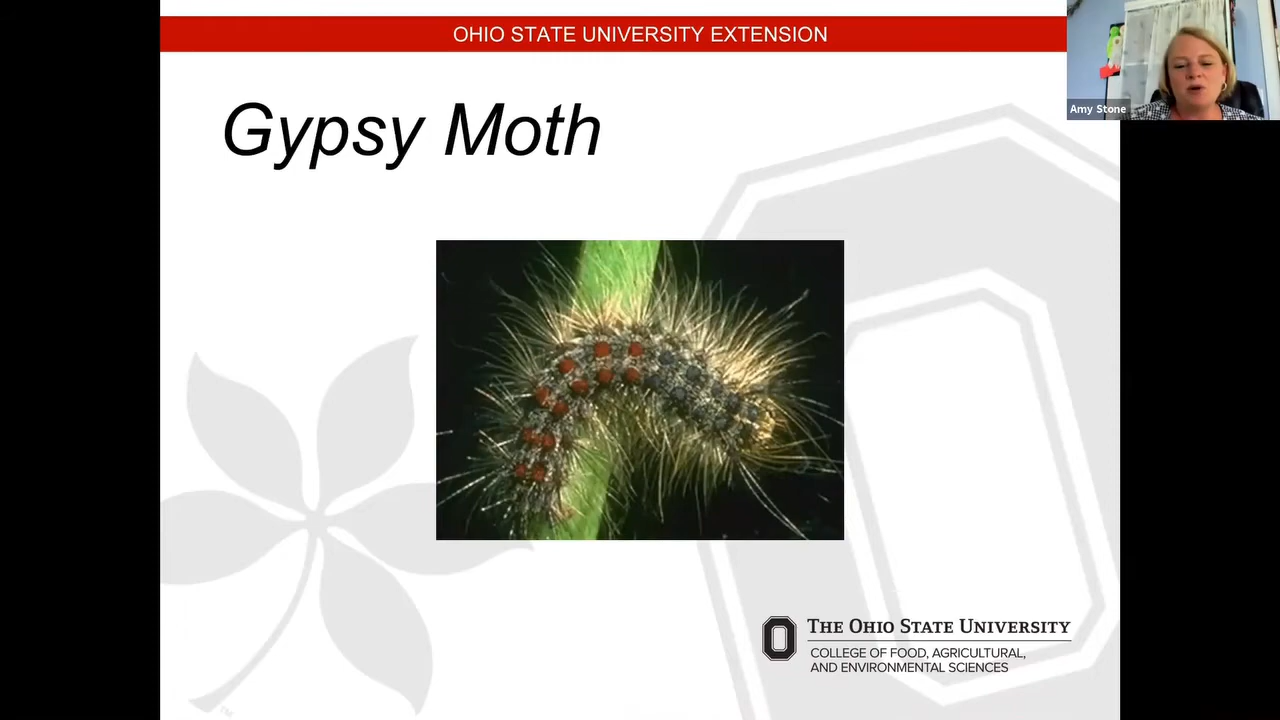 OHIO STATE UNIVERSITY EXTENSION
Amy Stone
Gypsy Moth
THE OHIO STATE UNIVERSITY
COLLEGE OF FOOD, AGRICULTURAL,
AND ENVIRONMENTAL SCIENCES
TM